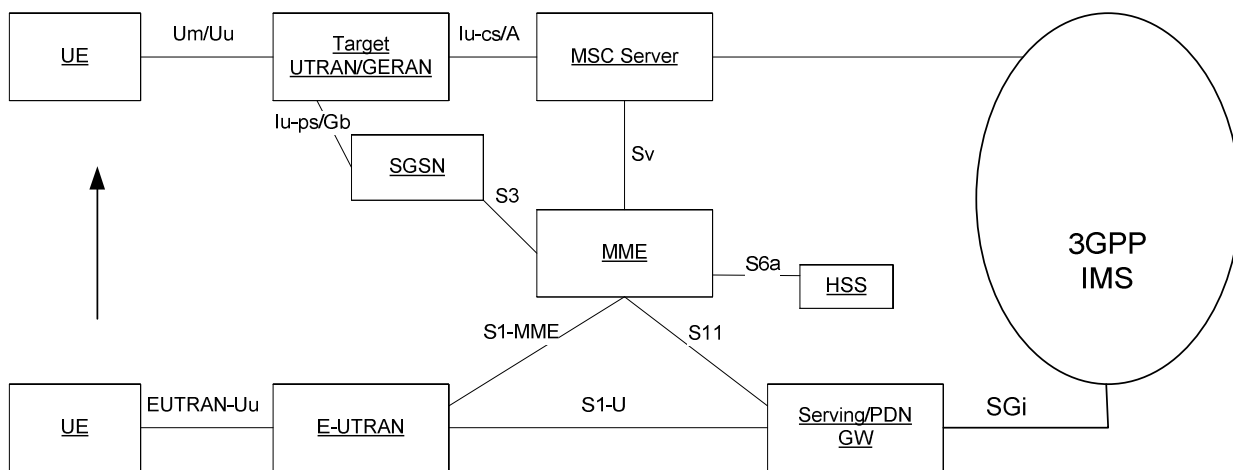 Um/Uu
Iu-cs/A
UE
Target
UTRAN/GERAN
MSC Server
Iu-ps/Gb
SGSN
Sv
S3
3GPP
IMS
MME
S6a
HSS
S1-MME
S11
EUTRAN-Uu
S1-U
SGi
UE
E-UTRAN
Serving/PDN
GW